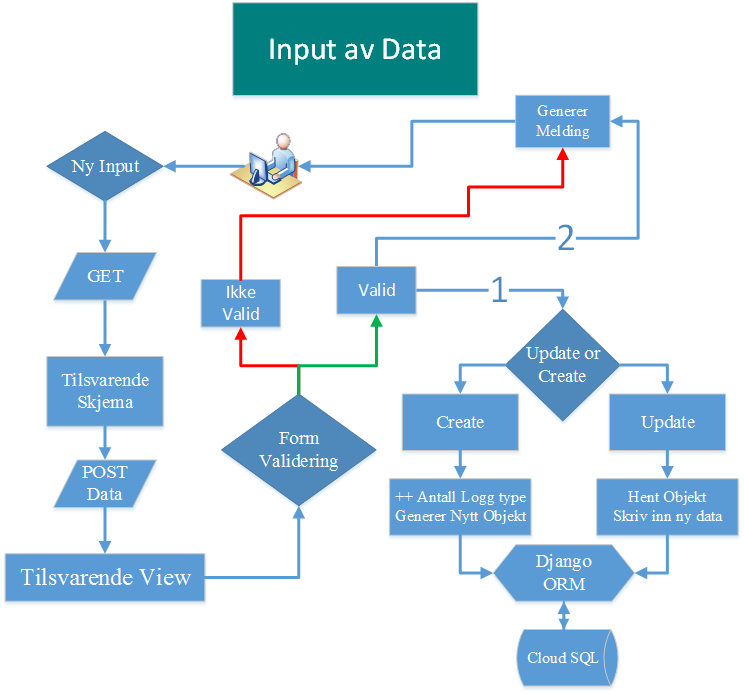 Input av Data
Generer
Melding
Ny Input
2
GET
Ikke
Valid
Valid
1
Tilsvarende
Skjema
Update or
Create
Create
Update
Form
Validering
POST
Data
++ Antall Logg type
Generer Nytt Objekt
Hent Objekt
Skriv inn ny data
Tilsvarende View
Django
ORM
Cloud SQL